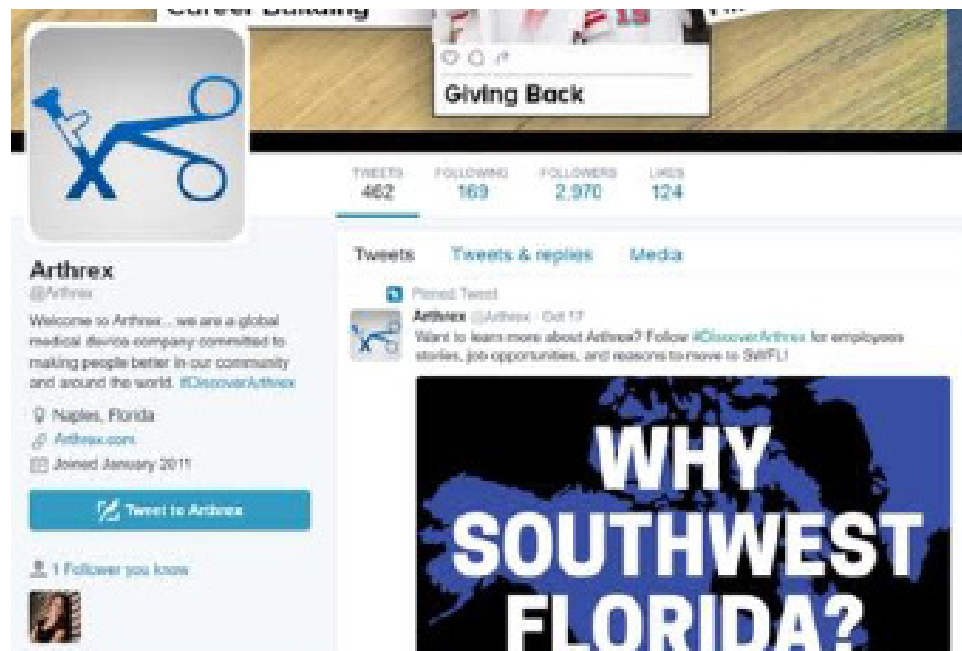 Career Building
15
Giving Back
TWEETS FOLLOWING FOLLOWERS LIKES
462 169 2,970 124
Tweets Tweets & replies Media
Arthrex
@Arthrex
Welcome to Arthrex... we are a global
medical device company committed to
making people better in our community
and around the world. #DiscoverArthrex
Naples, Florida
Arthrex.com
Joined January 2011
Tweet to Arthrex
1 Follower you know
Pinned Tweet
Arthrex @Arthrex · Oct 17
Want to learn more about Arthrex? Follow #DiscoverArthrex for employees
stories, job opportunities, and reasons to move to SWFL!
WHY
SOUTHWEST
FLORIDA?